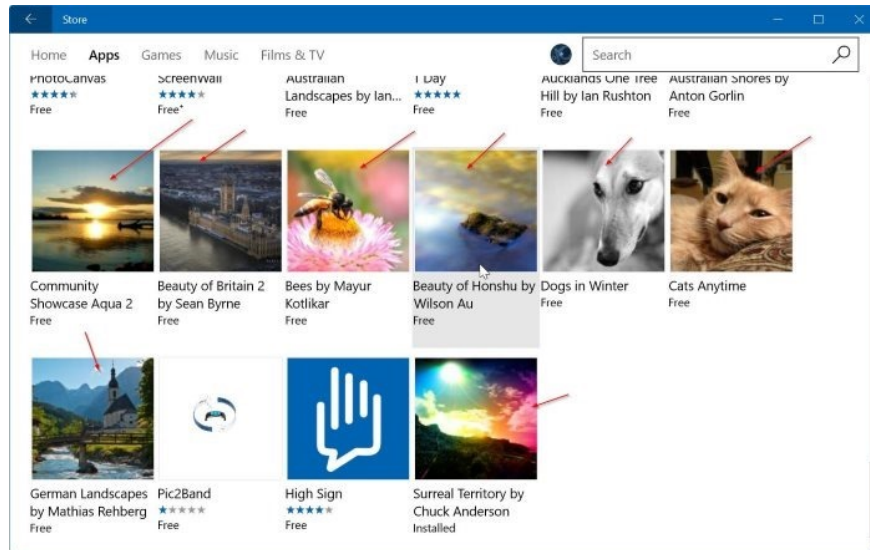 Store
Home Apps Games Music Films & TV
Search
PhotoCanvas
Free
ScreenWall
Free*
Australian
Landscapes by Ian...
Free
1 Day
Free
Aucklands One Tree
Hill by Ian Rushton
Free
Australian Shores by
Anton Gorlin
Free
Community
Showcase Aqua 2
Free
Beauty of Britain 2
by Sean Byrne
Free
Bees by Mayur
Kotlikar
Free
Beauty of Honshu by
Wilson Au
Free
Dogs in Winter
Free
Cats Anytime
Free
German Landscapes
by Mathias Rehberg
Free
Pic2Band
Free
High Sign
Free
Surreal Territory by
Chuck Anderson
Installed